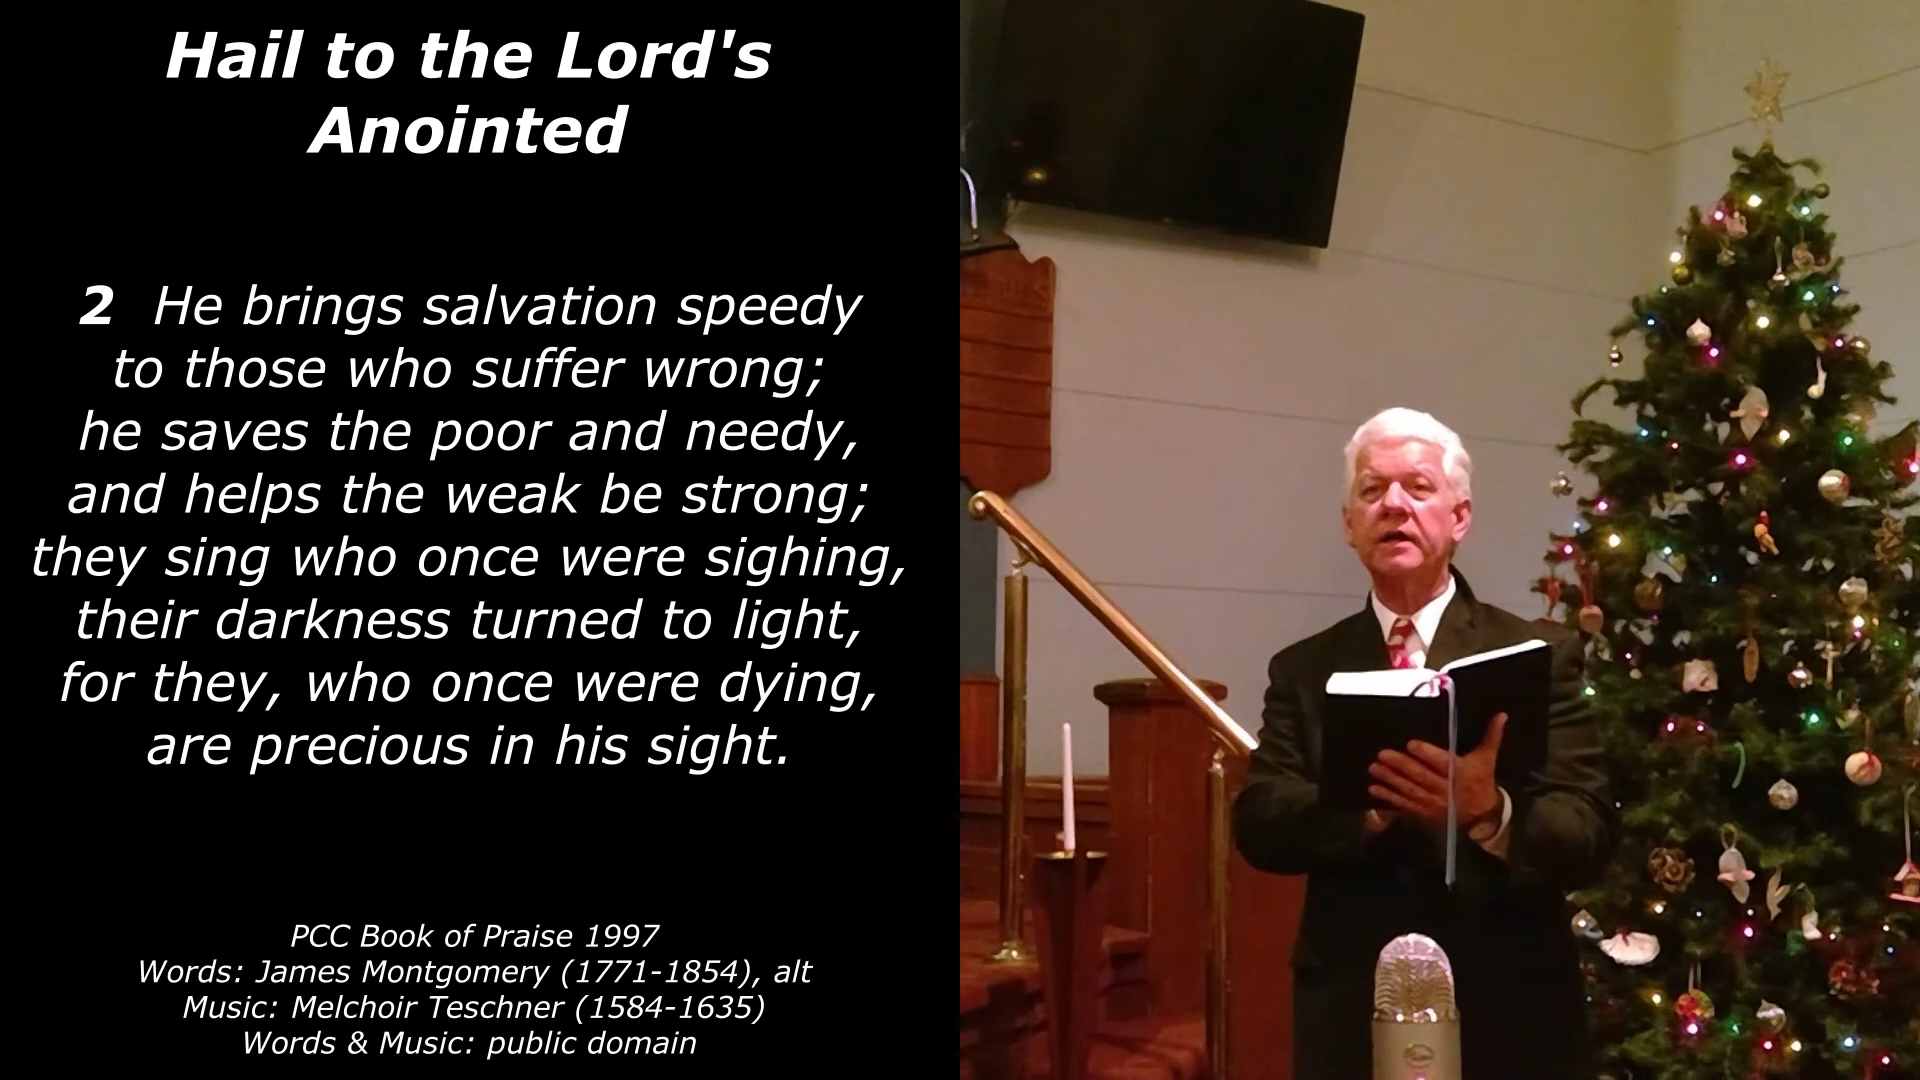 Hail to the Lord's
Anointed
2 He brings salvation speedy
to those who suffer wrong;
he saves the poor and needy,
and helps the weak be strong;
they sing who once were sighing,
their darkness turned to light,
for they, who once were dying,
are precious in his sight.
PCC Book of Praise 1997
Words: James Montgomery (1771-1854), alt
Music: Melchoir Teschner (1584-1635)
Words & Music: public domain